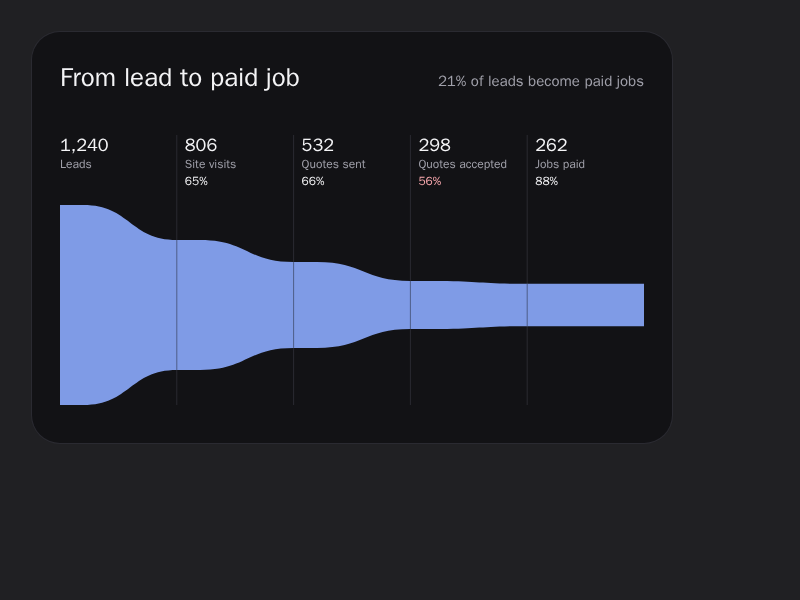 From lead to paid job
21% of leads become paid jobs
1,240
Leads
806
Site visits
65%
532
Quotes sent
66%
298
Quotes accepted
56%
262
Jobs paid
88%